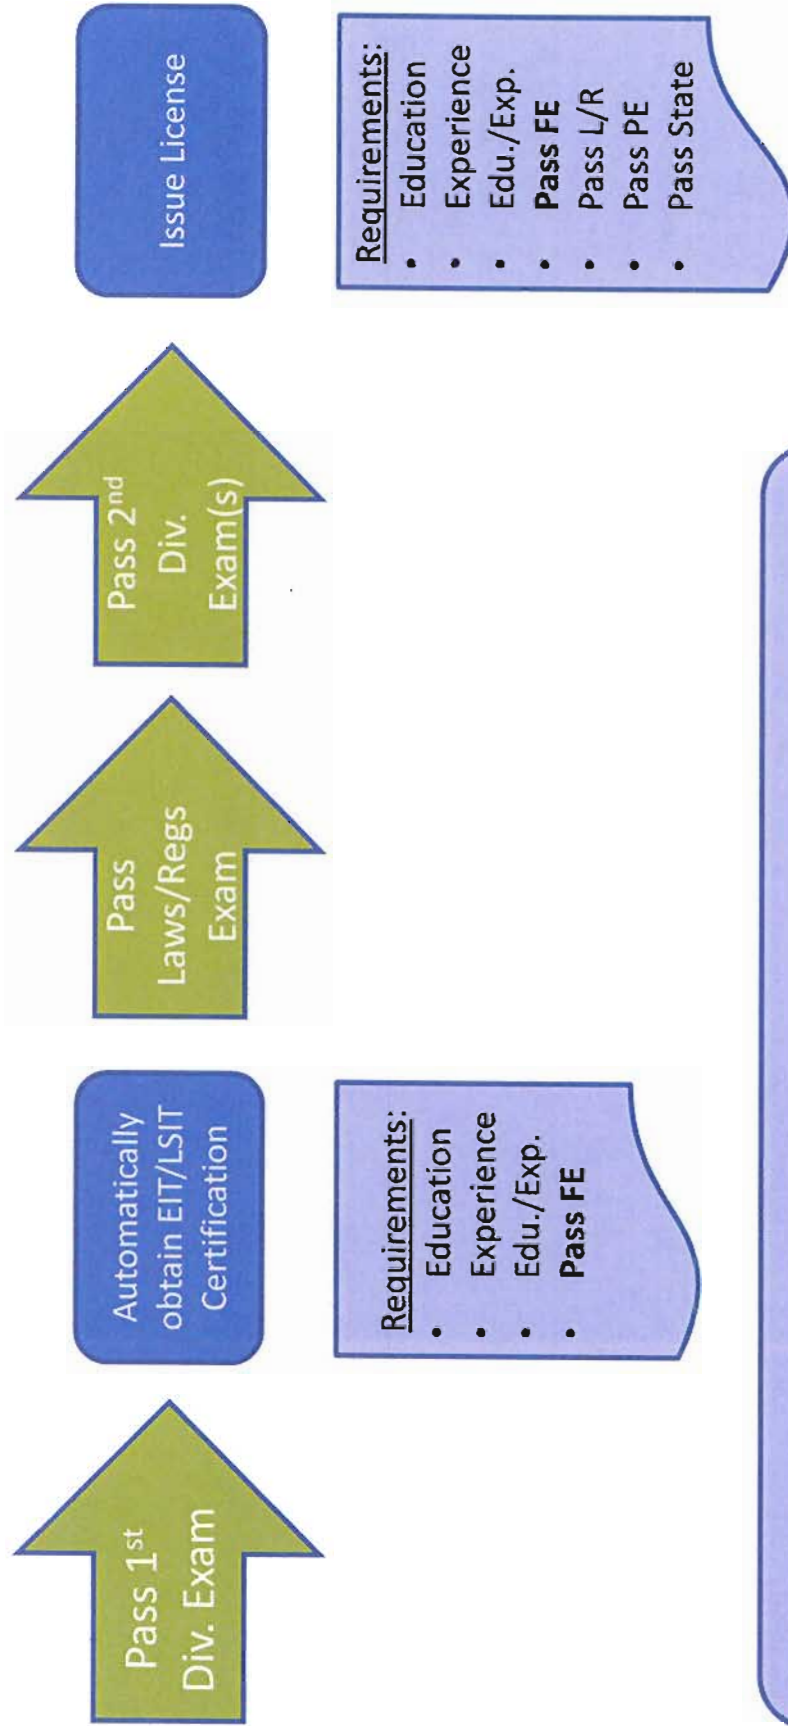 Pass 1st
Div. Exam
Automatically
obtain EIT/LSIT
Certification
Requirements:
• Education
• Experience
• Edu./Exp.
• Pass FE
Pass
Laws/Regs
Exam
Pass 2nd
Div.
Exam(s)
Issue License
Requirements:
• Education
• Experience
• Edu./Exp.
• Pass FE
• Pass L/R
• Pass PE
• Pass State